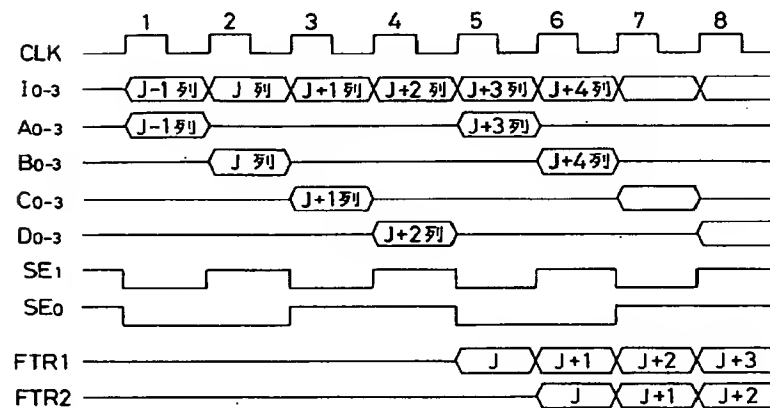 1 2 3 4 5 6 7 8
CLK
I0-3 J-1列 J列 J+1列 J+2列 J+3列 J+4列
A0-3 J-1列 J+3列
B0-3 J列 J+4列
C0-3 J+1列
D0-3 J+2列
SE1
SE0
FTR1 J J+1 J+2 J+3
FTR2 J J+1 J+2